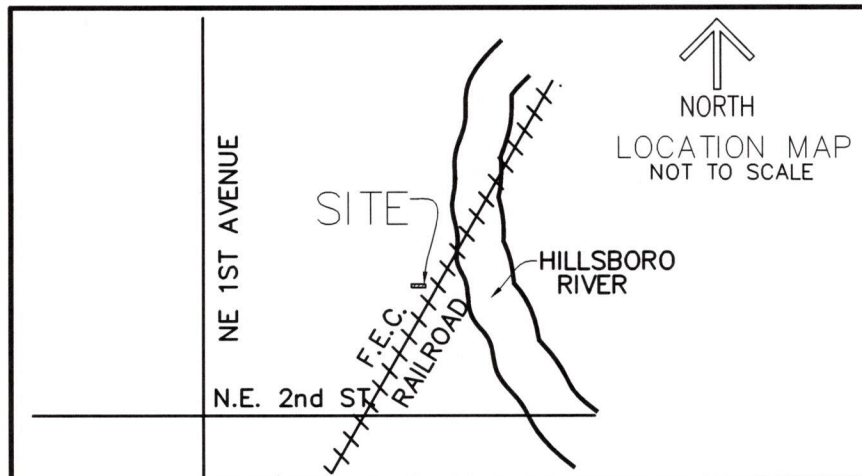 NORTH
LOCATION MAP
NOT TO SCALE
NE 1ST AVENUE
SITE
HILLSBORO
RIVER
F.E.C.
RAILROAD
N.E. 2nd ST.